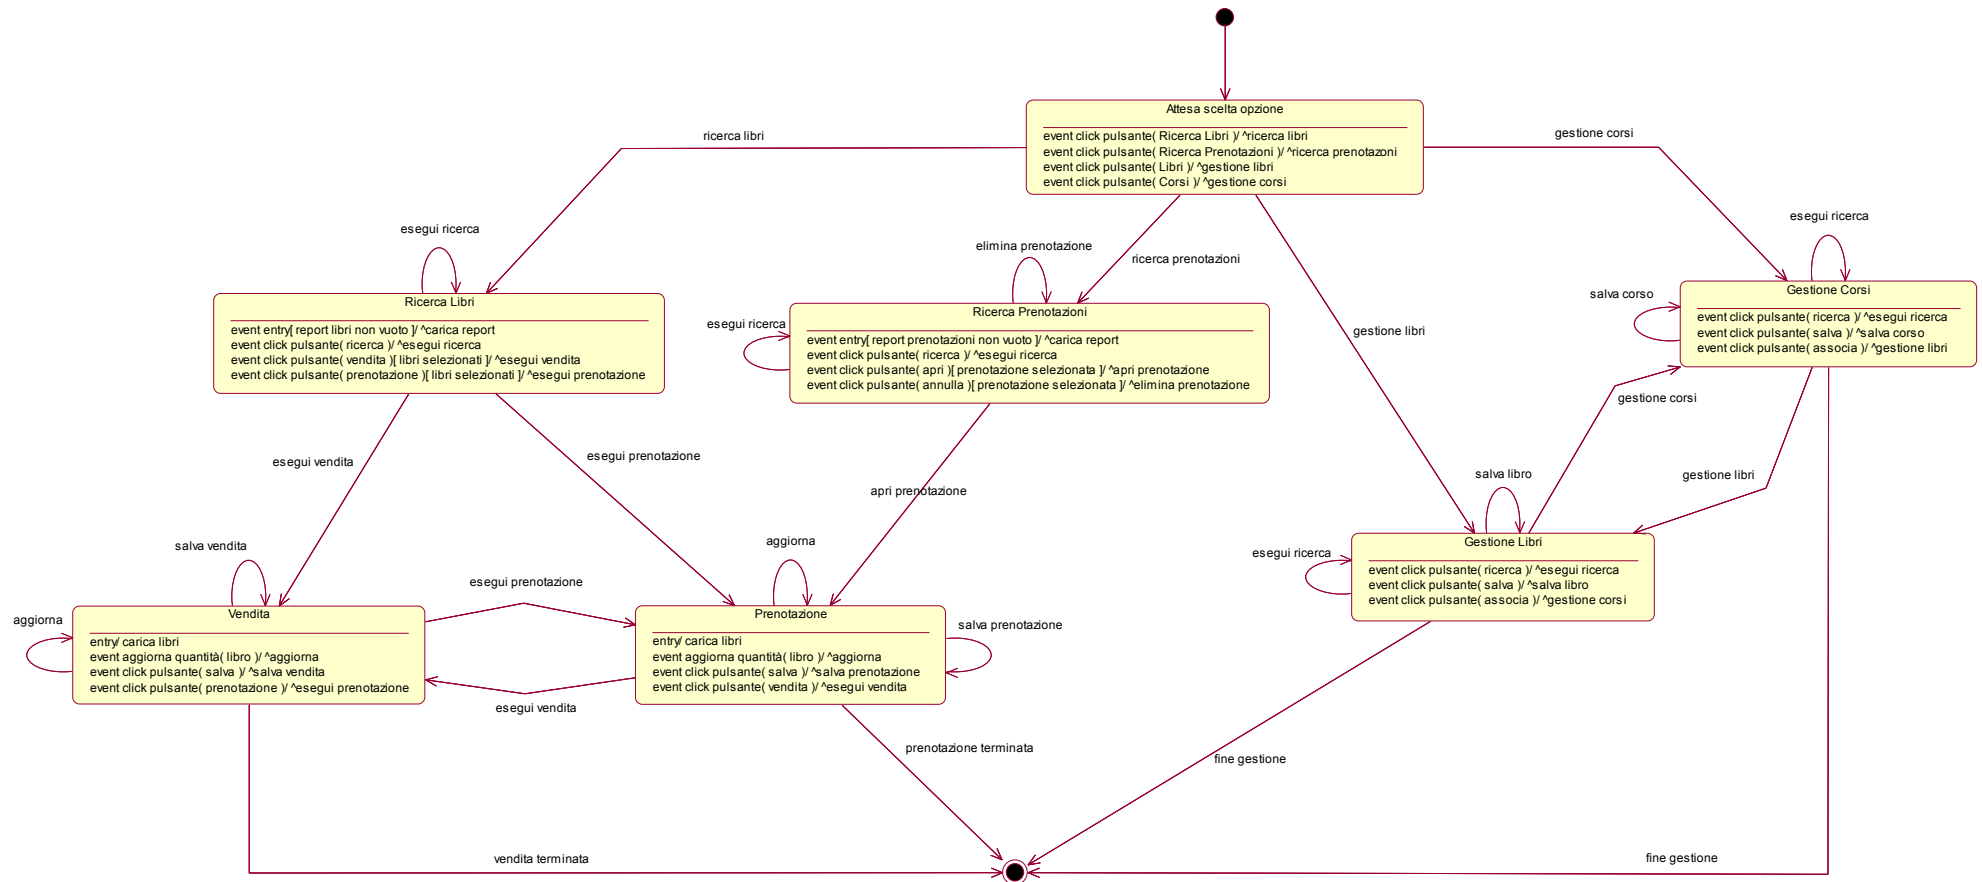 Attesa scelta opzione
event click pulsante( Ricerca Libri )/ ^ricerca libri
event click pulsante( Ricerca Prenotazioni )/ ^ricerca prenotazoni
event click pulsante( Libri )/ ^gestione libri
event click pulsante( Corsi )/ ^gestione corsi
ricerca libri
gestione corsi
esegui ricerca
elimina prenotazione
ricerca prenotazioni
esegui ricerca
Ricerca Libri
event entry[ report libri non vuoto ]/ ^carica report
event click pulsante( ricerca )/ ^esegui ricerca
event click pulsante( vendita )[ libri selezionati ]/ ^esegui vendita
event click pulsante( prenotazione )[ libri selezionati ]/ ^esegui prenotazione
esegui ricerca
Ricerca Prenotazioni
event entry[ report prenotazioni non vuoto ]/ ^carica report
event click pulsante( ricerca )/ ^esegui ricerca
event click pulsante( apri )[ prenotazione selezionata ]/ ^apri prenotazione
event click pulsante( annulla )[ prenotazione selezionata ]/ ^elimina prenotazione
gestione libri
salva corso
Gestione Corsi
event click pulsante( ricerca )/ ^esegui ricerca
event click pulsante( salva )/ ^salva corso
event click pulsante( associa )/ ^gestione libri
gestione corsi
esegui vendita
esegui prenotazione
apri prenotazione
salva libro
gestione libri
salva vendita
esegui prenotazione
aggiorna
esegui ricerca
Gestione Libri
event click pulsante( ricerca )/ ^esegui ricerca
event click pulsante( salva )/ ^salva libro
event click pulsante( associa )/ ^gestione corsi
aggiorna
Vendita
entry/ carica libri
event aggiorna quantità( libro )/ ^aggiorna
event click pulsante( salva )/ ^salva vendita
event click pulsante( prenotazione )/ ^esegui prenotazione
Prenotazione
entry/ carica libri
event aggiorna quantità( libro )/ ^aggiorna
event click pulsante( salva )/ ^salva prenotazione
event click pulsante( vendita )/ ^esegui vendita
salva prenotazione
esegui vendita
prenotazione terminata
fine gestione
vendita terminata
fine gestione